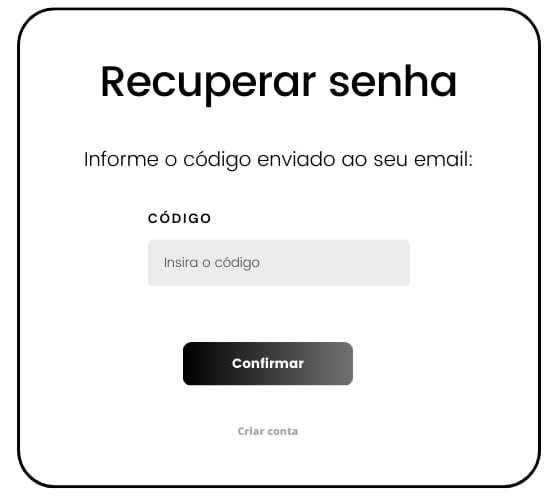 Recuperar senha
Informe o código enviado ao seu email:
CÓDIGO
Insira o código
Confirmar
Criar conta